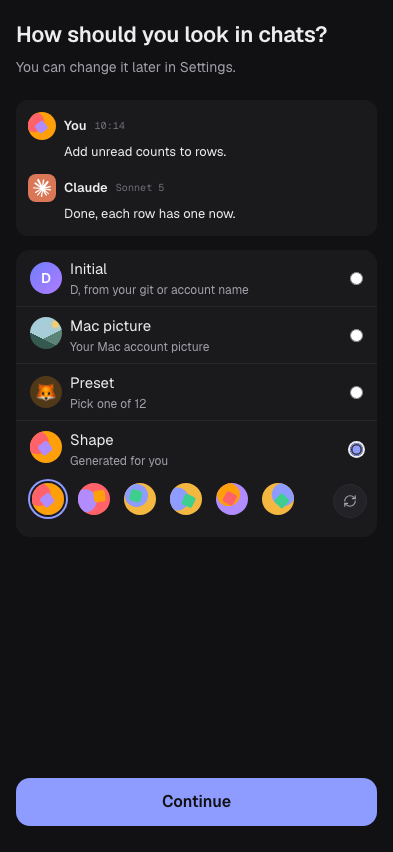 How should you look in chats?
You can change it later in Settings.
You 10:14
Add unread counts to rows.
Claude Sonnet 5
Done, each row has one now.
D
Initial
D, from your git or account name
Mac picture
Your Mac account picture
Preset
Pick one of 12
Shape
Generated for you
Continue